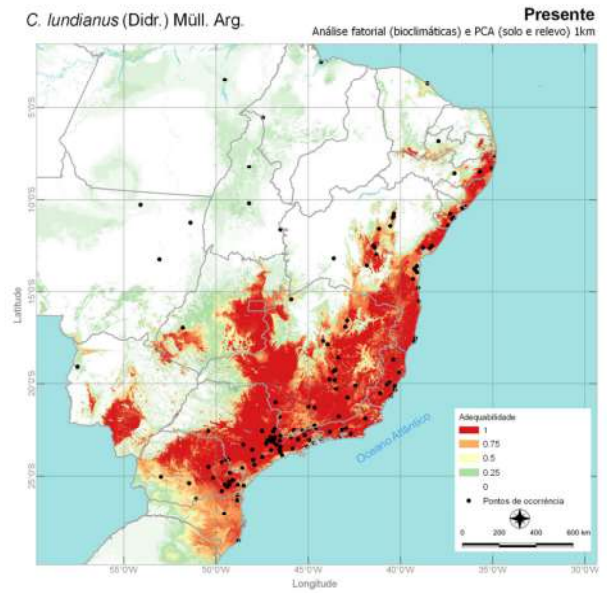 C. lundianus (Didr.) Müll. Arg.
Presente
Análise fatorial (bioclimáticas) e PCA (solo e relevo) 1km
5°0'S
10°0'S
15°0'S
20°0'S
25°0'S
Latitude
Oceano Atlântico
Adequabilidade
1
0.75
0.5
0.25
0
Pontos de ocorrência
0 200 400 600 km
55°0'W 50°0'W 45°0'W 40°0'W 35°0'W 30°0'W
Longitude